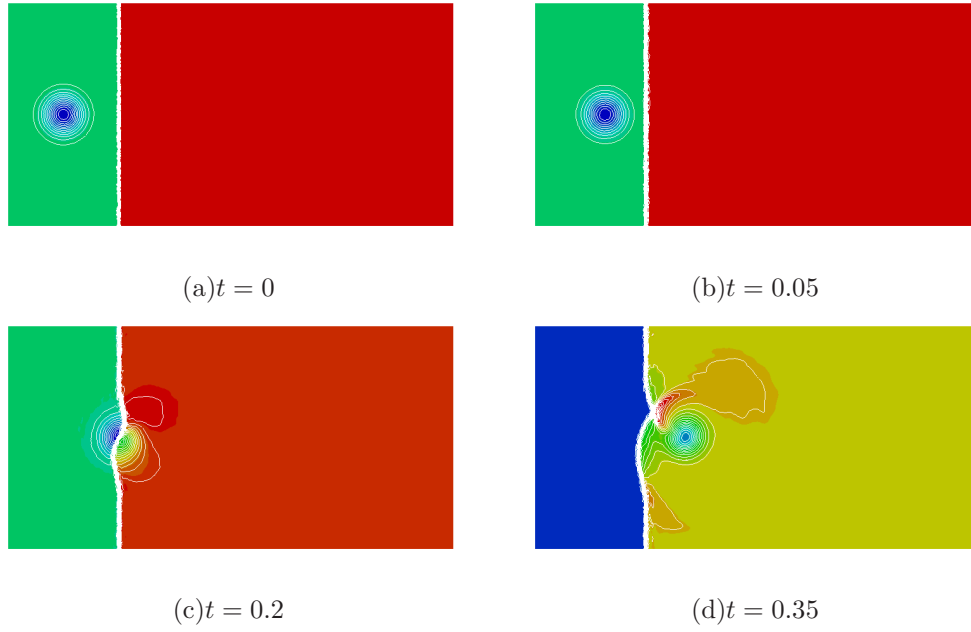 (a)t = 0
(b)t = 0.05
(c)t = 0.2
(d)t = 0.35